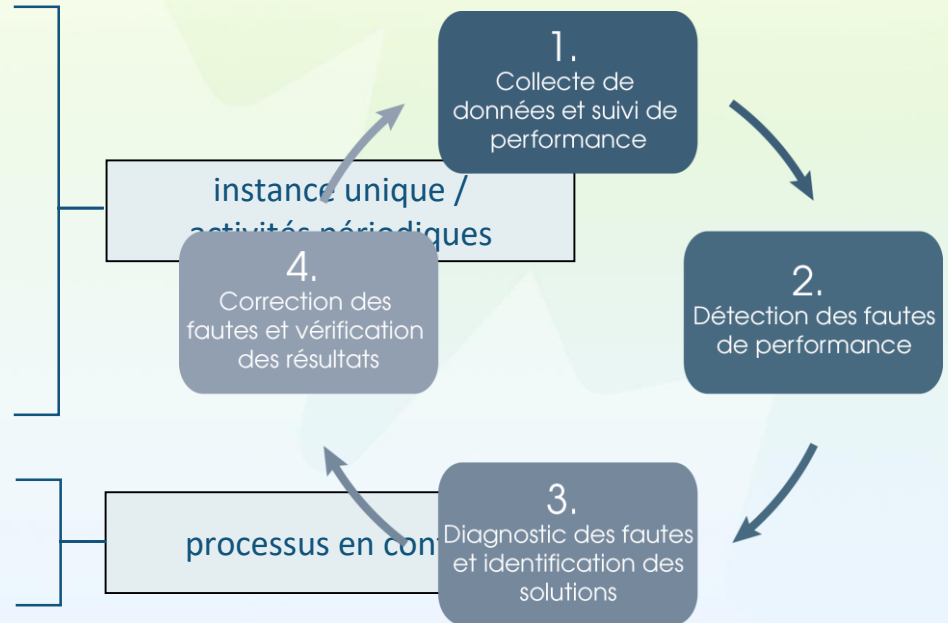 1.
Collecte de
données et suivi de
performance
instance unique /
activités périodiques
4.
Correction des
fautes et vérification
des résultats
2.
Détection des fautes
de performance
processus en con
3.
Diagnostic des fautes
et identification des
solutions